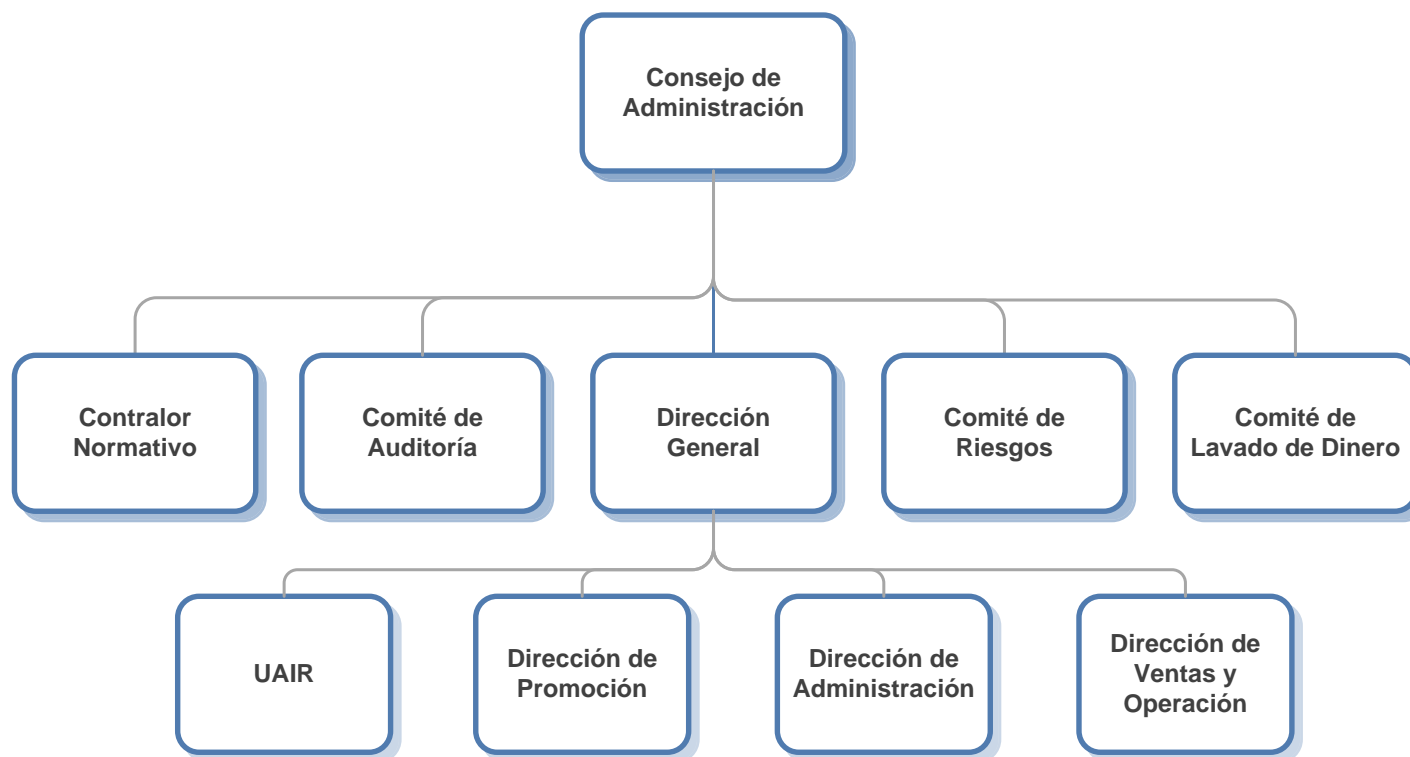 Consejo de
Administración
Contralor
Normativo
Comité de
Auditoría
Dirección
General
Comité de
Riesgos
Comité de
Lavado de Dinero
UAIR
Dirección de
Promoción
Dirección de
Administración
Dirección de
Ventas y
Operación